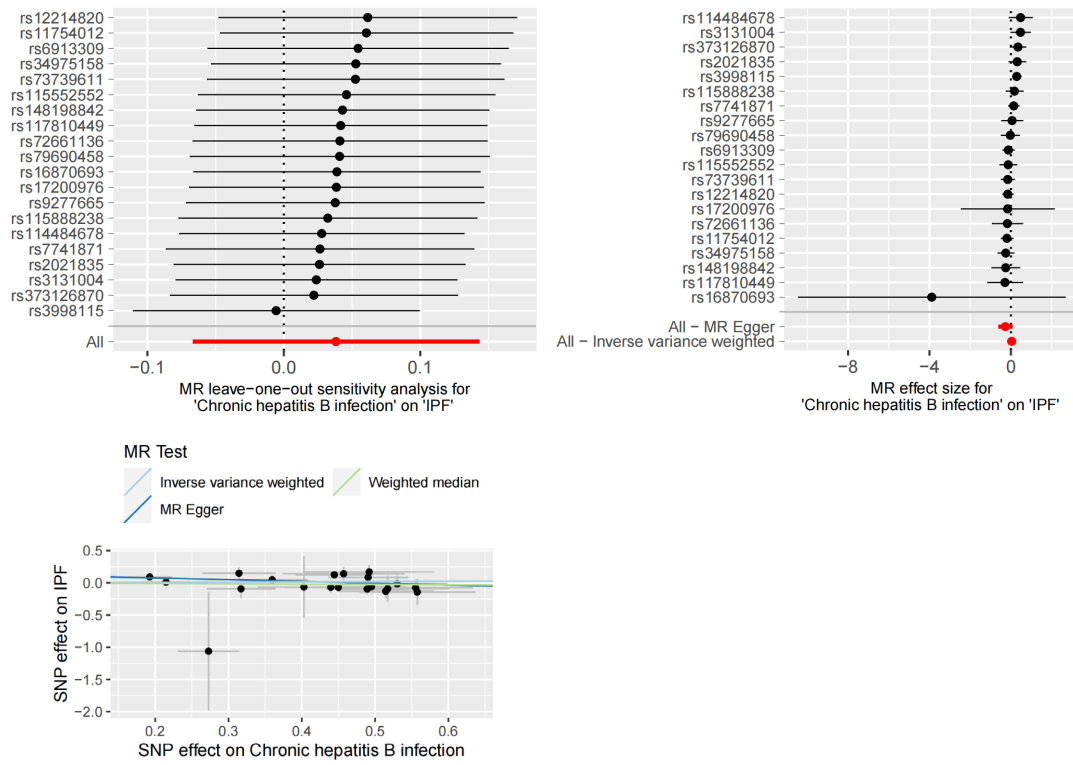 rs12214820
rs11754012
rs6913309
rs34975158
rs73739611
rs115552552
rs148198842
rs117810449
rs72661136
rs79690458
rs16870693
rs17200976
rs9277665
rs115888238
rs114484678
rs7741871
rs2021835
rs3131004
rs373126870
rs3998115
All
−0.1 0.0 0.1
MR leave−one−out sensitivity analysis for
'Chronic hepatitis B infection' on 'IPF'
rs114484678
rs3131004
rs373126870
rs2021835
rs3998115
rs115888238
rs7741871
rs9277665
rs79690458
rs6913309
rs115552552
rs73739611
rs12214820
rs17200976
rs72661136
rs11754012
rs34975158
rs148198842
rs117810449
rs16870693
All − MR Egger
All − Inverse variance weighted
−8 −4 0
MR effect size for
'Chronic hepatitis B infection' on 'IPF'
MR Test
Inverse variance weighted
Weighted median
MR Egger
SNP effect on IPF
0.5
0.0
−0.5
−1.0
−1.5
−2.0
0.2 0.3 0.4 0.5 0.6
SNP effect on Chronic hepatitis B infection